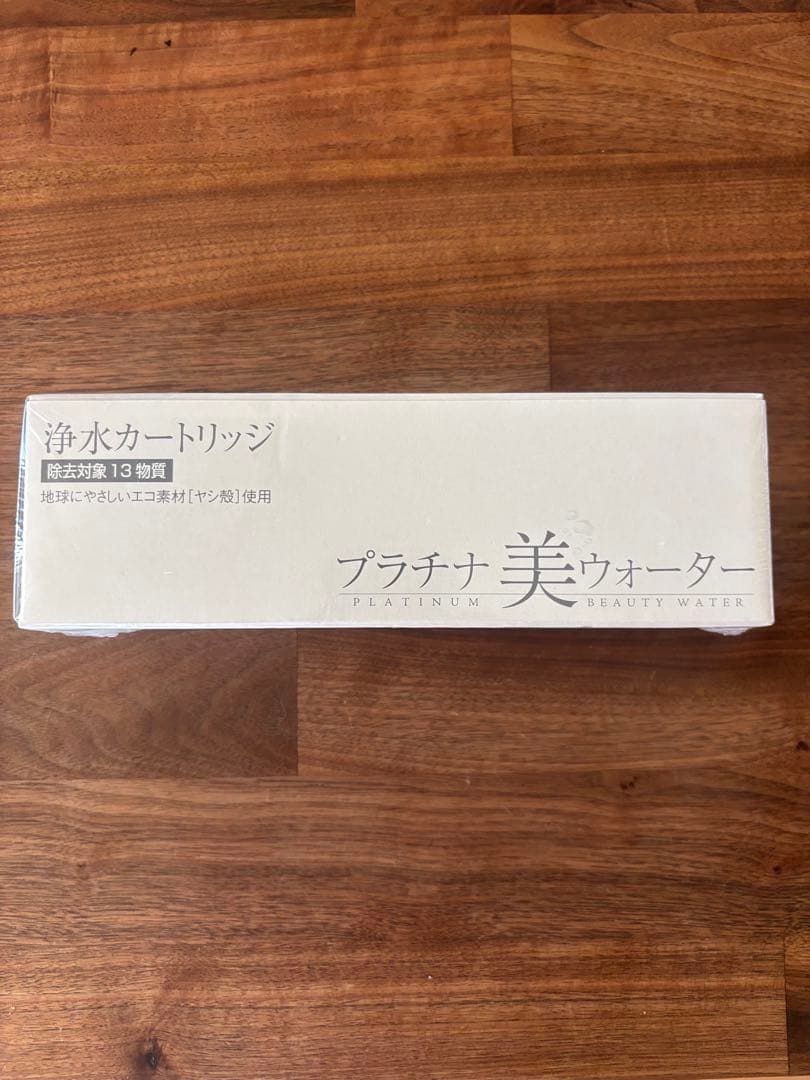 浄水カートリッジ
除去対象13物質
地球にやさしいエコ素材[ヤシ殻]使用
プラチナ美ウォーター
PLATINUM BEAUTY WATER